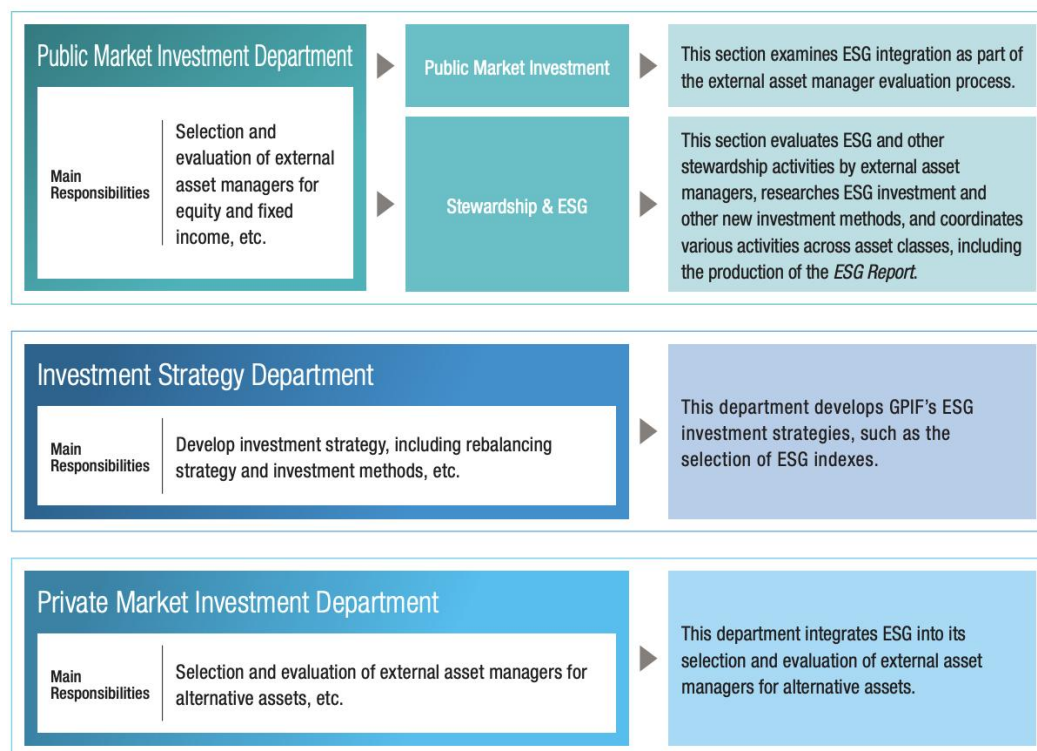 Public Market Investment Department
Main
Responsibilities
Selection and
evaluation of external
asset managers for
equity and fixed
income, etc.
Public Market Investment
This section examines ESG integration as part of
the external asset manager evaluation process.
Stewardship & ESG
This section evaluates ESG and other
stewardship activities by external asset
managers, researches ESG investment and
other new investment methods, and coordinates
various activities across asset classes, including
the production of the ESG Report.
Investment Strategy Department
Main
Responsibilities
Develop investment strategy, including rebalancing
strategy and investment methods, etc.
This department develops GPIF's ESG
investment strategies, such as the
selection of ESG indexes.
Private Market Investment Department
Main
Responsibilities
Selection and evaluation of external asset managers for
alternative assets, etc.
This department integrates ESG into its
selection and evaluation of external asset
managers for alternative assets.